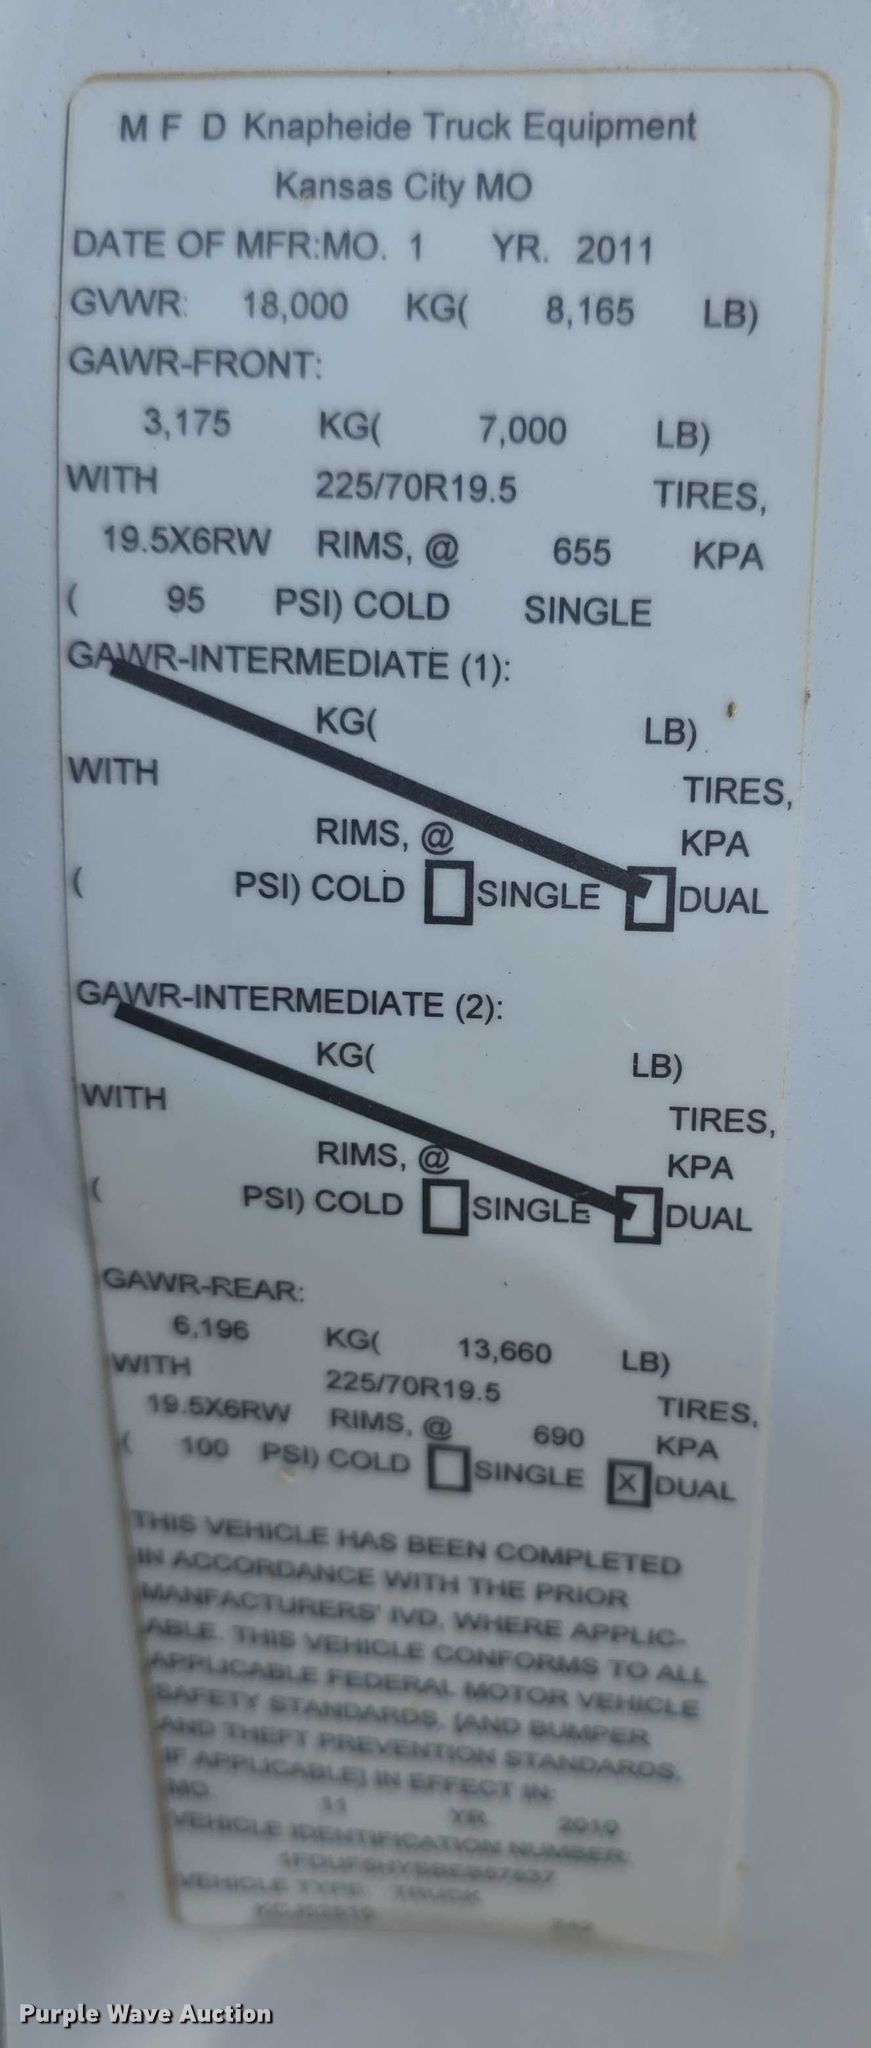 M F D Knapheide Truck Equipment
Kansas City MO
DATE OF MFR:MO. 1 YR. 2011
GVWR: 18,000 KG( 8,165 LB)
GAWR-FRONT:
3,175 KG( 7,000 LB)
WITH 225/70R19.5 TIRES,
19.5X6RW RIMS, @ 655 KPA
( 95 PSI) COLD SINGLE
GAWR-INTERMEDIATE (1):
KG( LB)
WITH TIRES,
RIMS, @ KPA
( PSI) COLD SINGLE DUAL
GAWR-INTERMEDIATE (2):
KG( LB)
WITH TIRES,
RIMS, @ KPA
( PSI) COLD SINGLE DUAL
GAWR-REAR:
6,196 KG( 13,660 LB)
WITH 225/70R19.5 TIRES,
19.5X6RW RIMS, @ 690 KPA
( 100 PSI) COLD SINGLE X DUAL
THIS VEHICLE HAS BEEN COMPLETED
IN ACCORDANCE WITH THE PRIOR
MANFACTURERS' IVD, WHERE APPLIC-
ABLE. THIS VEHICLE CONFORMS TO ALL
APPLICABLE FEDERAL MOTOR VEHICLE
SAFETY STANDARDS, [AND BUMPER
AND THEFT PREVENTION STANDARDS,
IF APPLICABLE] IN EFFECT IN:
MO. 11 YR. 2010
VEHICLE IDENTIFICATION NUMBER:
VEHICLE TYPE: TRUCK
Purple Wave Auction